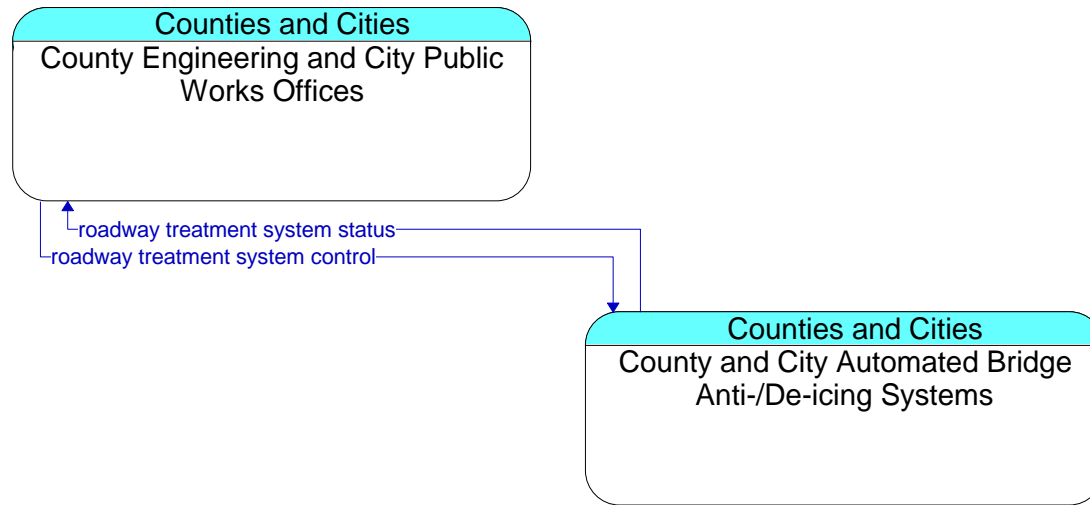 Counties and Cities
County Engineering and City Public
Works Offices
roadway treatment system status
roadway treatment system control
Counties and Cities
County and City Automated Bridge
Anti-/De-icing Systems